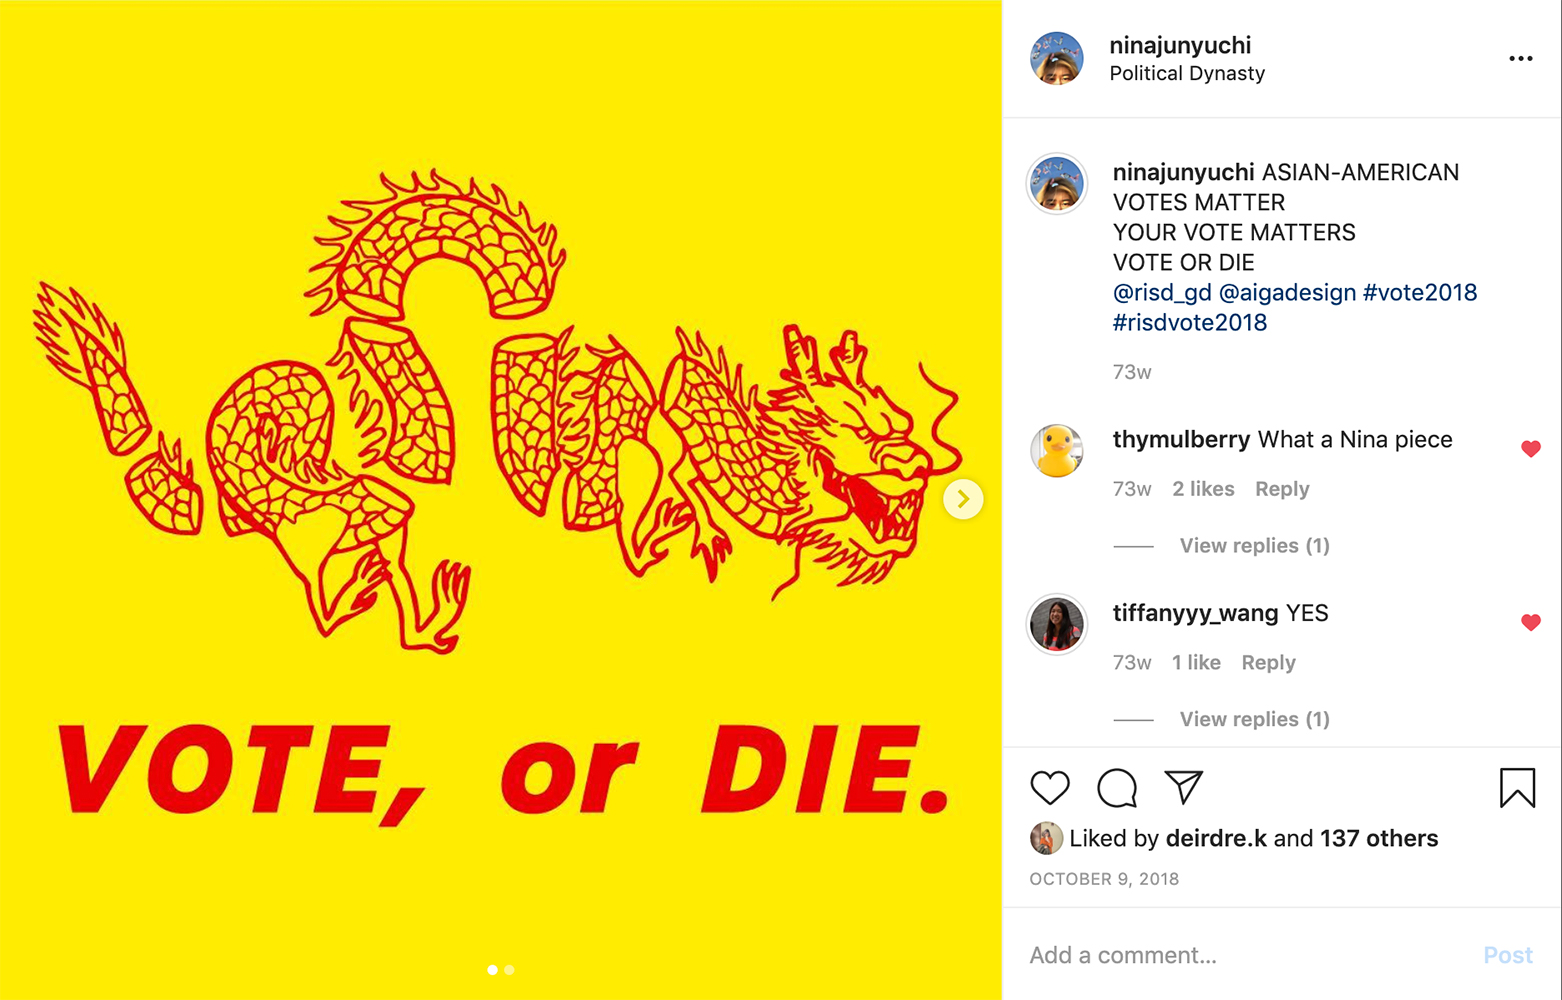 VOTE, or DIE.
ninajunyuchi
Political Dynasty
ninajunyuchi ASIAN-AMERICAN
VOTES MATTER
YOUR VOTE MATTERS
VOTE OR DIE
@risd_gd @aigadesign #vote2018
#risdvote2018
73w
thymulberry What a Nina piece
73w 2 likes Reply
View replies (1)
tiffanyyy_wang YES
73w 1 like Reply
View replies (1)
Liked by deirdre.k and 137 others
OCTOBER 9, 2018
Add a comment... Post